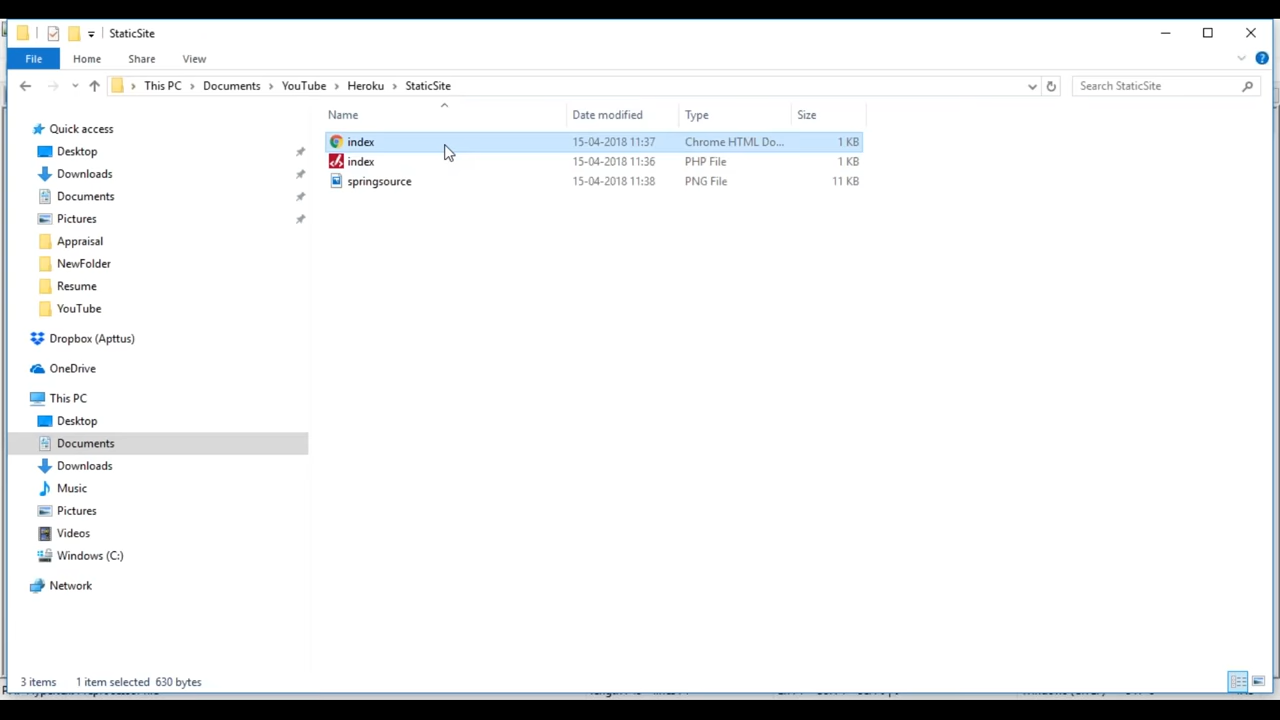 StaticSite
File Home Share View
This PC Documents YouTube Heroku StaticSite Search StaticSite
Name Date modified Type Size
index 15-04-2018 11:37 Chrome HTML Do... 1 KB
index 15-04-2018 11:36 PHP File 1 KB
springsource 15-04-2018 11:38 PNG File 11 KB
Quick access
Desktop
Downloads
Documents
Pictures
Appraisal
NewFolder
Resume
YouTube
Dropbox (Apttus)
OneDrive
This PC
Desktop
Documents
Downloads
Music
Pictures
Videos
Windows (C:)
Network
3 items 1 item selected 630 bytes